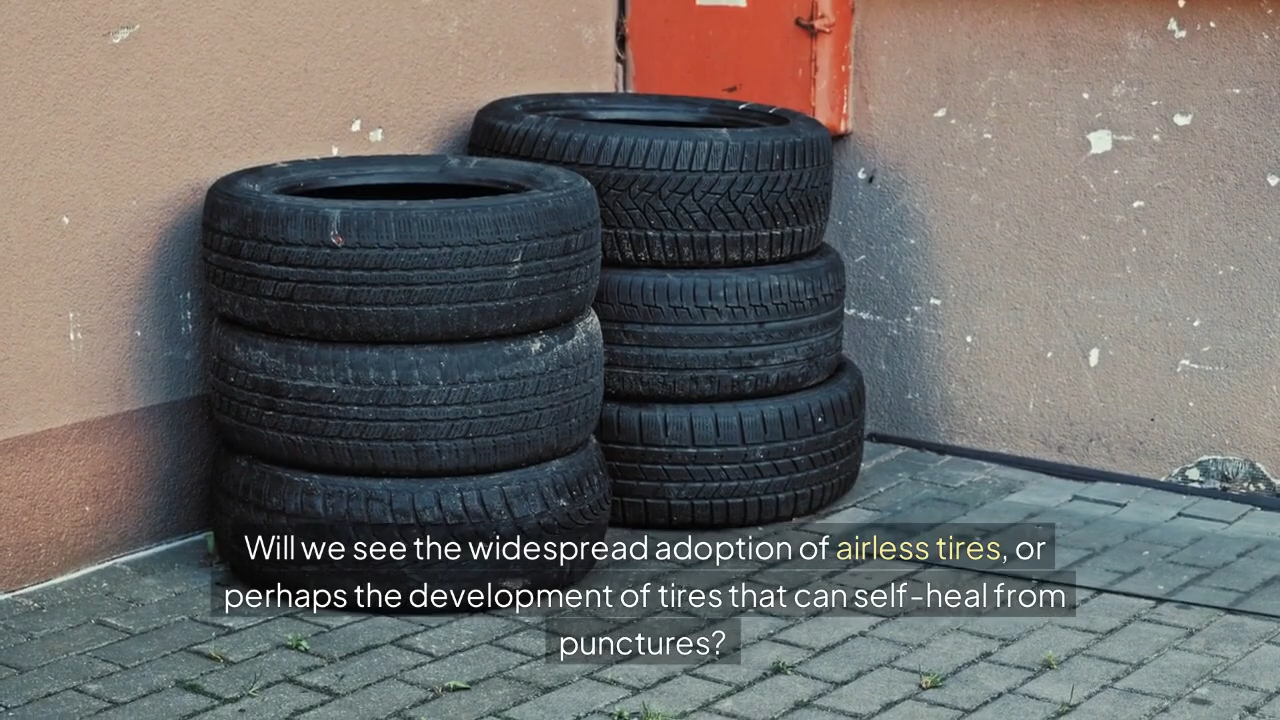 Will we see the widespread adoption of airless tires, or
perhaps the development of tires that can self-heal from
punctures?